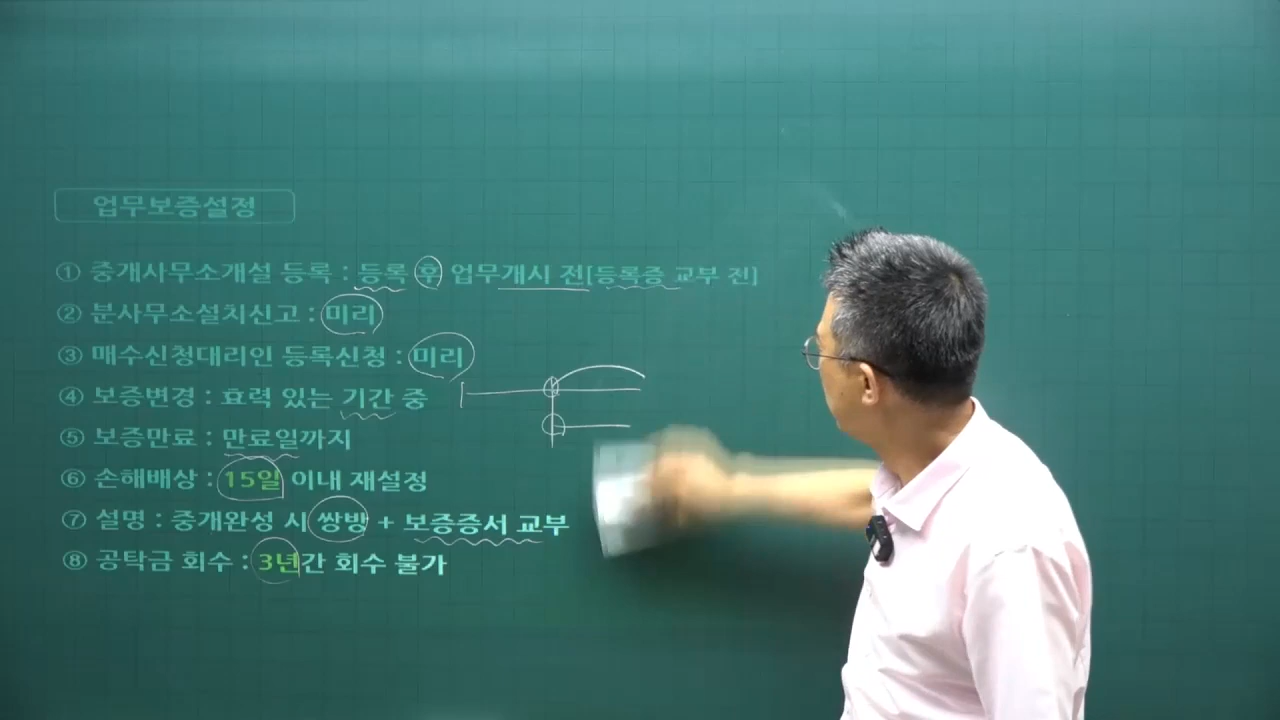 업무보증설정
① 중개사무소개설 등록 : 등록 후 업무개시 전[등록증 교부 전]
② 분사무소설치신고 : 미리
③ 매수신청대리인 등록신청 : 미리
④ 보증변경 : 효력 있는 기간 중
⑤ 보증만료 : 만료일까지
⑥ 손해배상 : 15일 이내 재설정
⑦ 설명 : 중개완성 시 쌍방 + 보증증서 교부
⑧ 공탁금 회수 : 3년간 회수 불가